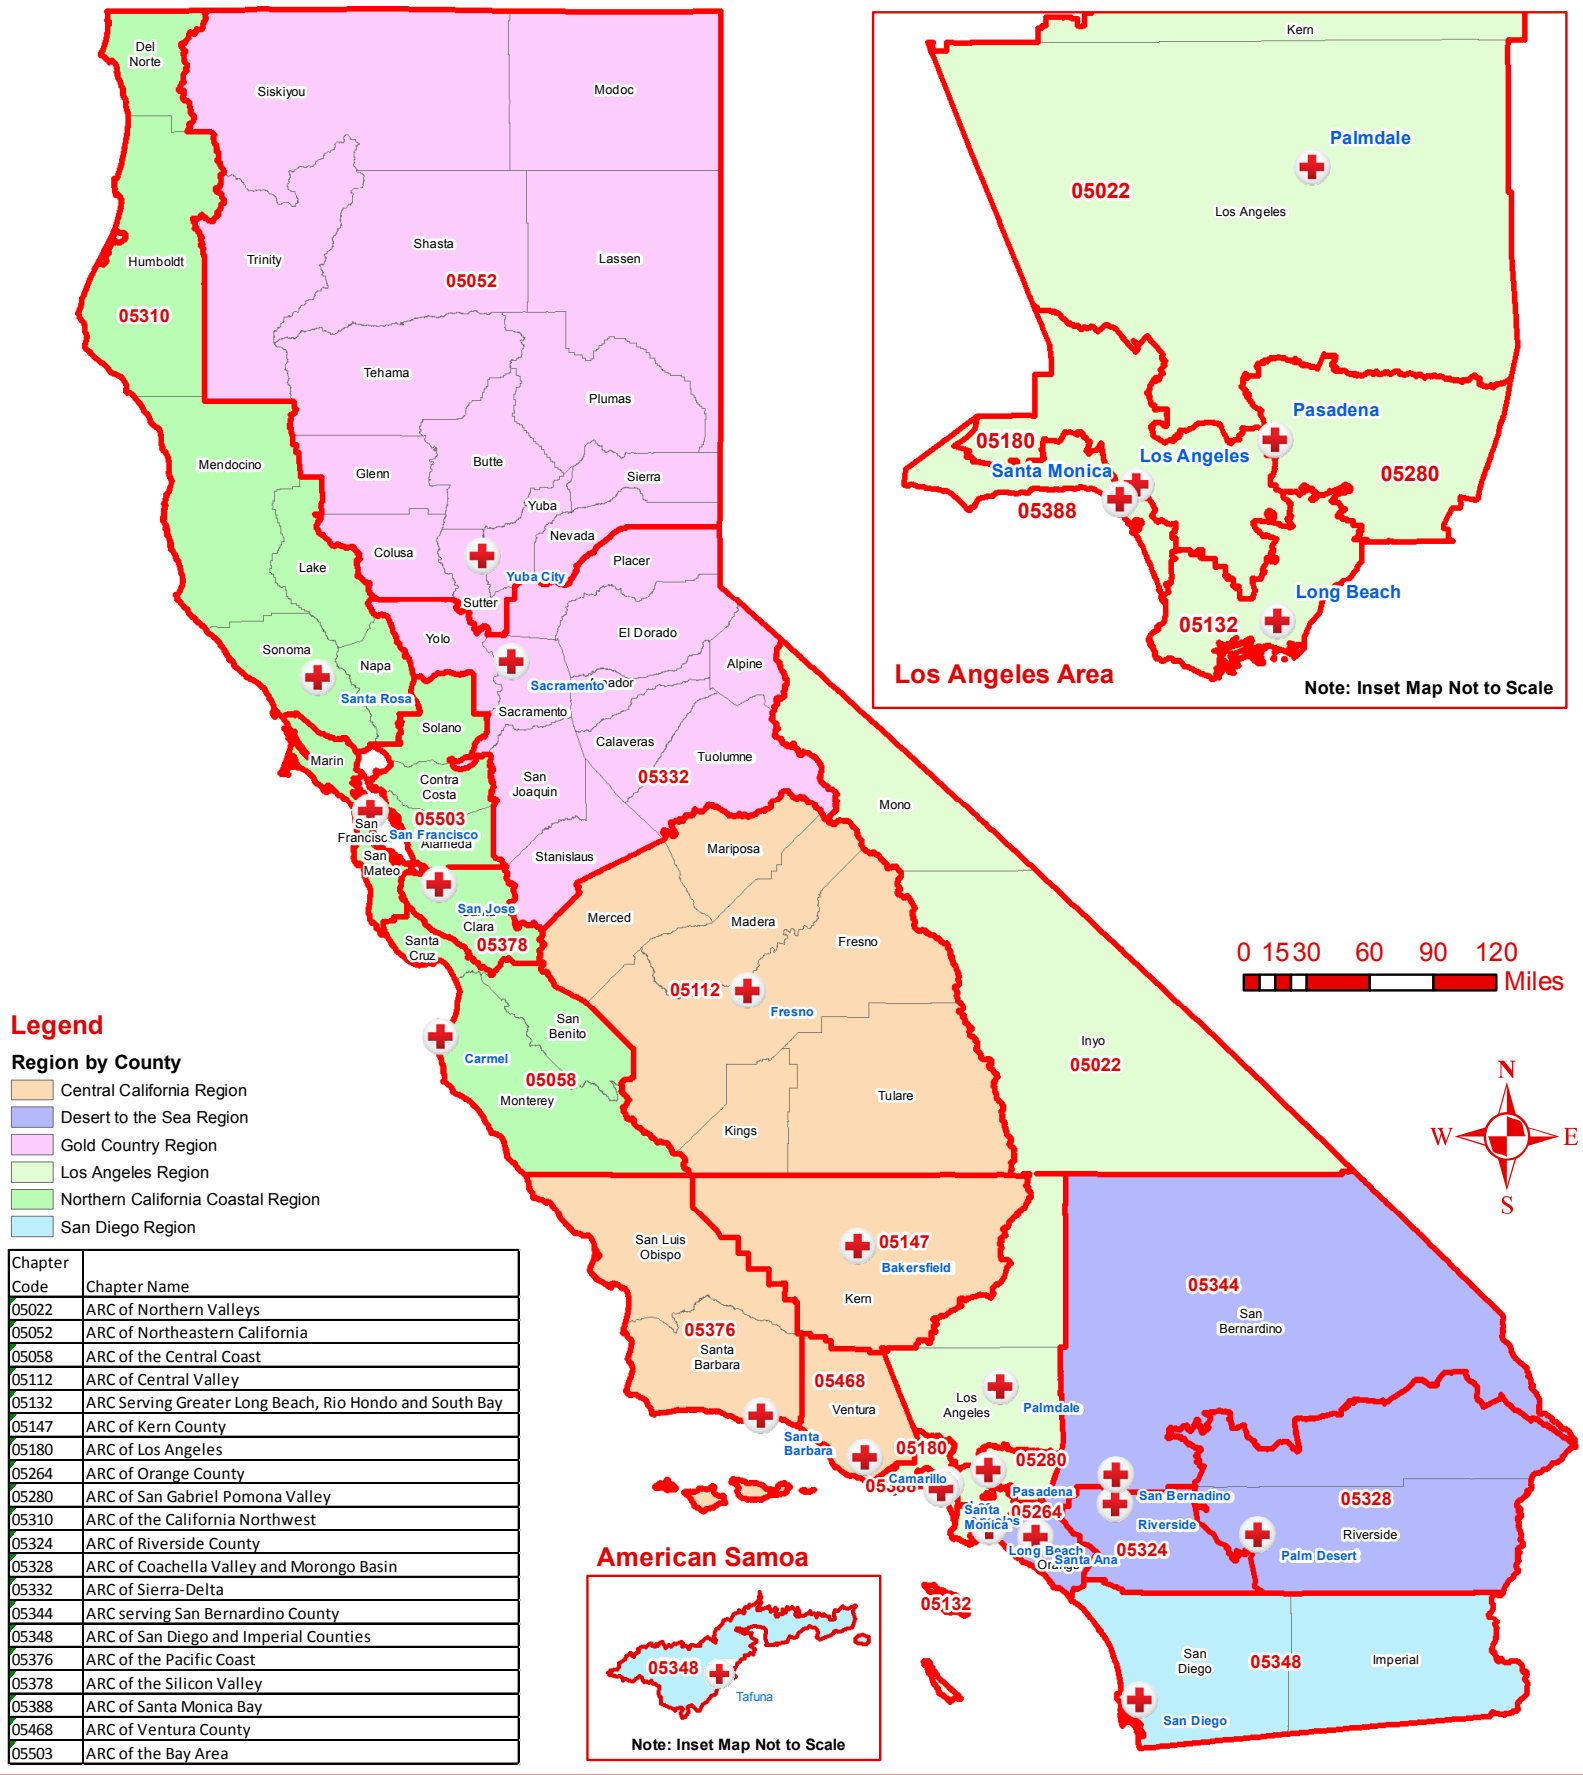 Del
Norte
Siskiyou
Modoc
Shasta
Trinity
Lassen
Humboldt
05052
05310
Tehama
Plumas
Mendocino
Butte
Glenn
Sierra
Yuba
Nevada
Colusa
Placer
Lake
Yuba City
Sutter
El Dorado
Yolo
Sonoma
Napa
Alpine
Sacramento
Santa Rosa
Sacramento
Solano
Calaveras
Tuolumne
Marin
Contra
Costa
San
Joaquin
05332
Mono
05503
San
Francisco
San Francisco
Alameda
San
Mateo
Stanislaus
Mariposa
San Jose
Clara
Merced
Madera
Fresno
Santa
Cruz
05378
05112
Fresno
San
Benito
Carmel
05058
Monterey
Inyo
05022
Tulare
Kings
San Luis
Obispo
05147
Bakersfield
Kern
05344
San
Bernardino
05376
Santa
Barbara
05468
Ventura
Los
Angeles
Palmdale
Santa
Barbara
05180
05280
Camarillo
05388
Pasadena
San Bernadino
Santa
Monica
05264
Riverside
05328
Riverside
Long Beach
Santa Ana
05324
Palm Desert
Orange
05132
San
Diego
05348
Imperial
San Diego
Kern
Palmdale
05022
Los Angeles
Pasadena
05180
Los Angeles
Santa Monica
05280
05388
Long Beach
05132
Los Angeles Area
Note: Inset Map Not to Scale
0 15 30 60 90 120
Miles
N
W E
S
Legend
Region by County
Central California Region
Desert to the Sea Region
Gold Country Region
Los Angeles Region
Northern California Coastal Region
San Diego Region
Chapter
Code Chapter Name
05022 ARC of Northern Valleys
05052 ARC of Northeastern California
05058 ARC of the Central Coast
05112 ARC of Central Valley
05132 ARC Serving Greater Long Beach, Rio Hondo and South Bay
05147 ARC of Kern County
05180 ARC of Los Angeles
05264 ARC of Orange County
05280 ARC of San Gabriel Pomona Valley
05310 ARC of the California Northwest
05324 ARC of Riverside County
05328 ARC of Coachella Valley and Morongo Basin
05332 ARC of Sierra-Delta
05344 ARC serving San Bernardino County
05348 ARC of San Diego and Imperial Counties
05376 ARC of the Pacific Coast
05378 ARC of the Silicon Valley
05388 ARC of Santa Monica Bay
05468 ARC of Ventura County
05503 ARC of the Bay Area
American Samoa
05348
Tafuna
Note: Inset Map Not to Scale